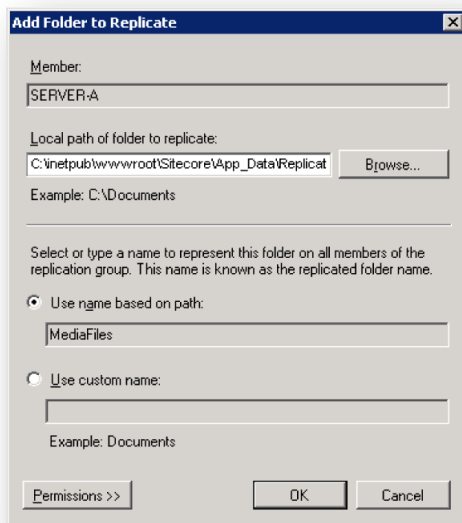 Add Folder to Replicate
Member:
SERVER-A
Local path of folder to replicate:
C:\inetpub\wwwroot\Sitecore\App_Data\Replicat
Browse...
Example: C:\Documents
Select or type a name to represent this folder on all members of the
replication group. This name is known as the replicated folder name.
Use name based on path:
MediaFiles
Use custom name:
Example: Documents
Permissions >>
OK
Cancel